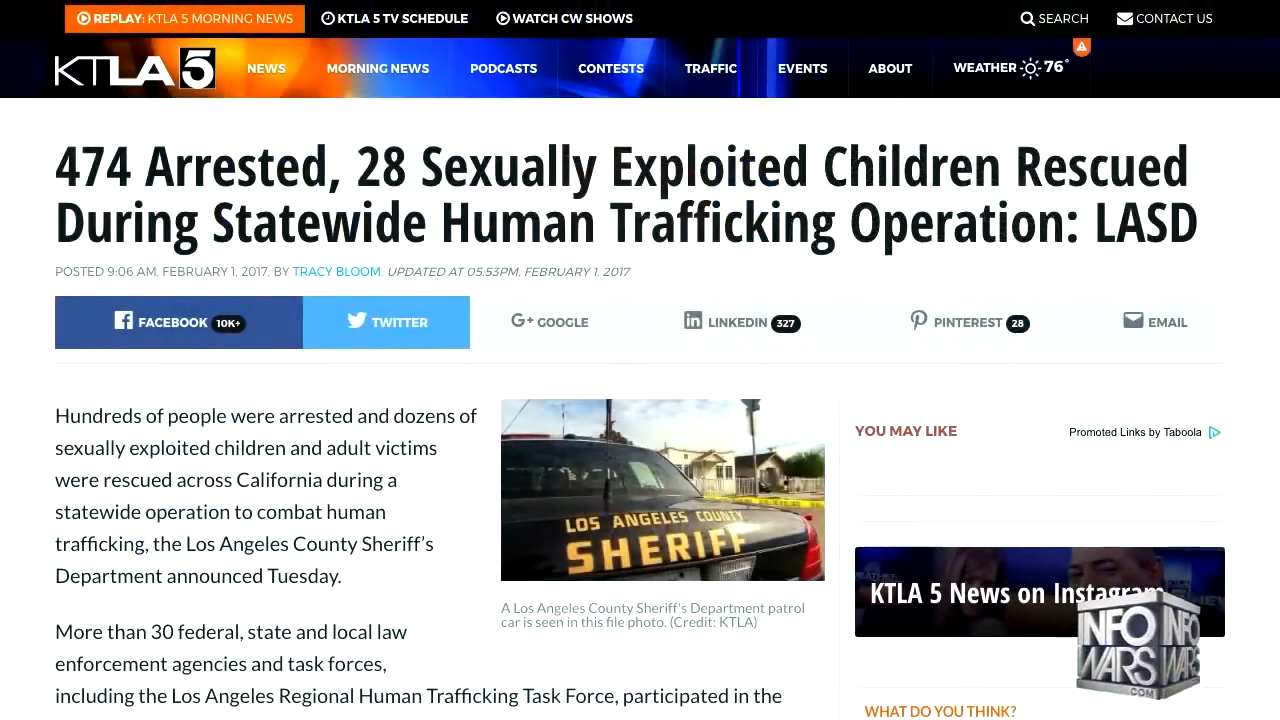 REPLAY: KTLA 5 MORNING NEWS KTLA 5 TV SCHEDULE WATCH CW SHOWS SEARCH CONTACT US
KTLA 5 NEWS MORNING NEWS PODCASTS CONTESTS TRAFFIC EVENTS ABOUT WEATHER 76°
474 Arrested, 28 Sexually Exploited Children Rescued
During Statewide Human Trafficking Operation: LASD
POSTED 9:06 AM, FEBRUARY 1, 2017, BY TRACY BLOOM, UPDATED AT 05:53PM, FEBRUARY 1, 2017
FACEBOOK 10K+ TWITTER G+ GOOGLE LINKEDIN 327 PINTEREST 28 EMAIL
Hundreds of people were arrested and dozens of
sexually exploited children and adult victims
were rescued across California during a
statewide operation to combat human
trafficking, the Los Angeles County Sheriff's
Department announced Tuesday.
More than 30 federal, state and local law
enforcement agencies and task forces,
including the Los Angeles Regional Human Trafficking Task Force, participated in the
LOS ANGELES COUNTY
SHERIFF
A Los Angeles County Sheriff's Department patrol
car is seen in this file photo. (Credit: KTLA)
YOU MAY LIKE
Promoted Links by Taboola
KTLA 5 News on Instagram
INFO
WARS
.COM
INFO
WARS
WHAT DO YOU THINK?